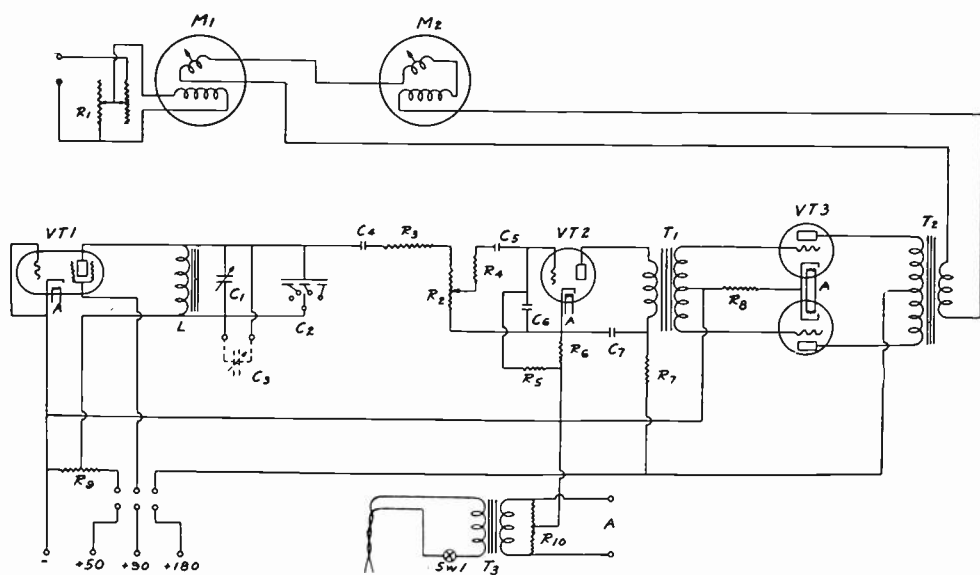 M1 M2
R1
VT1 C4 R3 C5 VT2 T1 VT3 T2
R4
A C1 R2 R8 A
L C2 C6 A
C3 R6 C7
R5 R7
R9
A
R10
- +50 +90 +180 SW1 T3